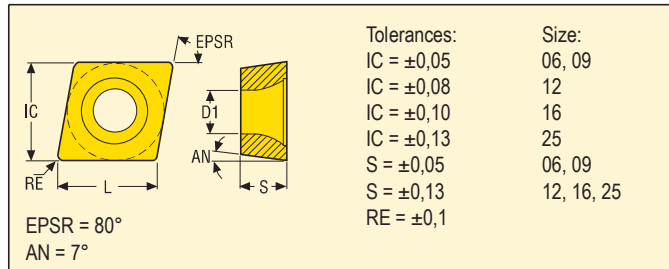 EPSR
IC
D1
AN
RE
L
S
EPSR = 80°
AN = 7°
Tolerances: Size:
IC = ±0,05 06, 09
IC = ±0,08 12
IC = ±0,10 16
IC = ±0,13 25
S = ±0,05 06, 09
S = ±0,13 12, 16, 25
RE = ±0,1